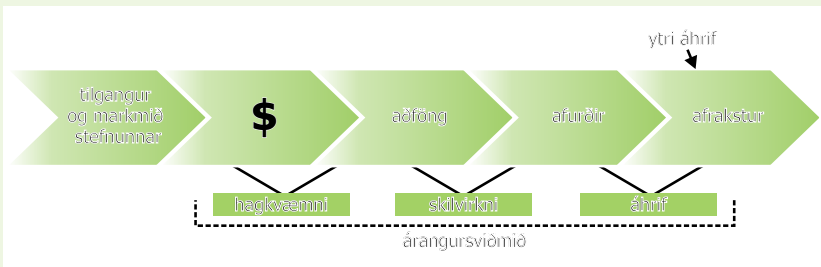 ytri áhrif
tilgangur
og markmið
stefnunnar
$
aðföng
afurðir
afrakstur
hagkvæmni
skilvirkni
áhrif
árangursviðmið